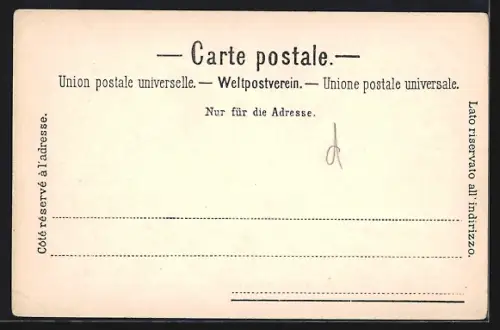 — Carte postale. —
Union postale universelle. — Weltpostverein. — Unione postale universale.
Nur für die Adresse.
Côté réservé à l'adresse.
Lato riservato all'indirizzo.